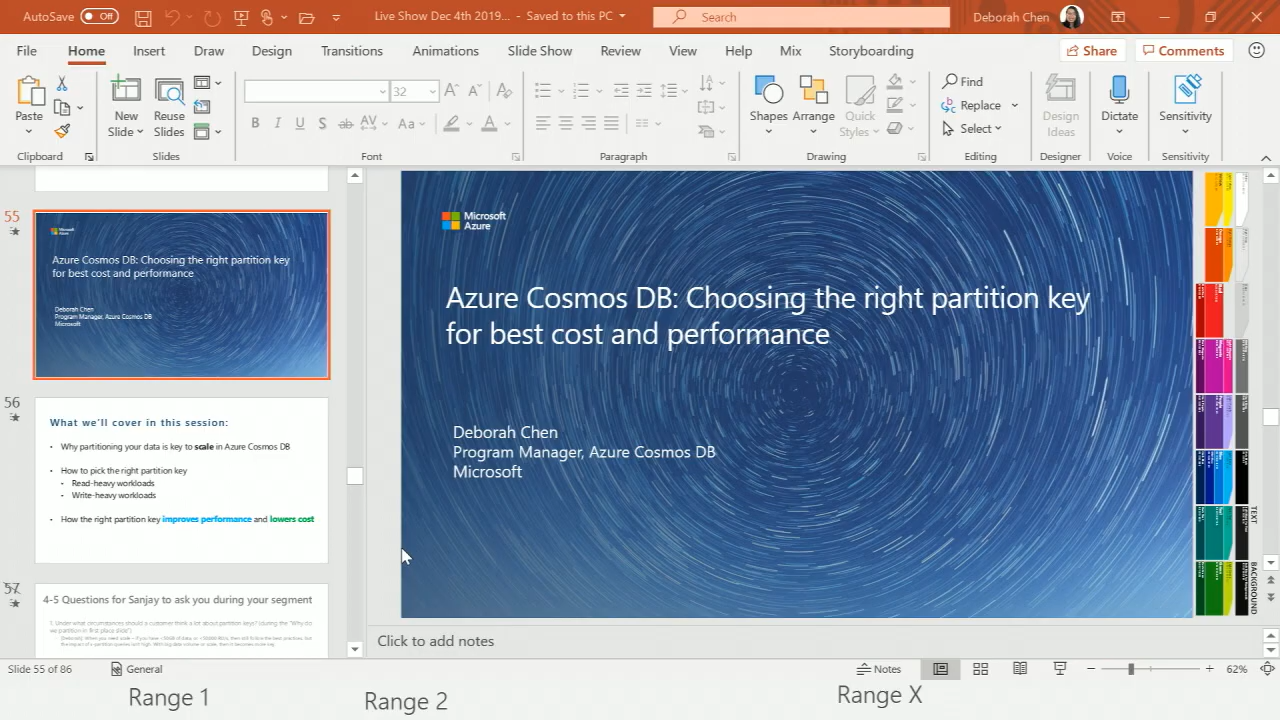 AutoSave Off
Live Show Dec 4th 2019... - Saved to this PC
Search
Deborah Chen
File Home Insert Draw Design Transitions Animations Slide Show Review View Help Mix Storyboarding
Share Comments
Paste
New Slides
Reuse Slides
32
B I U S ab AV Aa A
Shapes
Arrange
Quick Styles
Find
Replace
Select
Design Ideas
Dictate
Sensitivity
Clipboard Slides Font Paragraph Drawing Editing Designer Voice Sensitivity
55
Microsoft
Azure
Azure Cosmos DB: Choosing the right partition key
for best cost and performance
Deborah Chen
Program Manager, Azure Cosmos DB
Microsoft
56
What we'll cover in this session:
• Why partitioning your data is key to scale in Azure Cosmos DB
• How to pick the right partition key
• Read-heavy workloads
• Write-heavy workloads
• How the right partition key improves performance and lowers cost
57
4-5 Questions for Sanjay to ask you during your segment
Microsoft
Azure
Azure Cosmos DB: Choosing the right partition key
for best cost and performance
Deborah Chen
Program Manager, Azure Cosmos DB
Microsoft
TEXT
BACKGROUND
Click to add notes
Slide 55 of 86 General Notes 62%
Range 1 Range 2 Range X